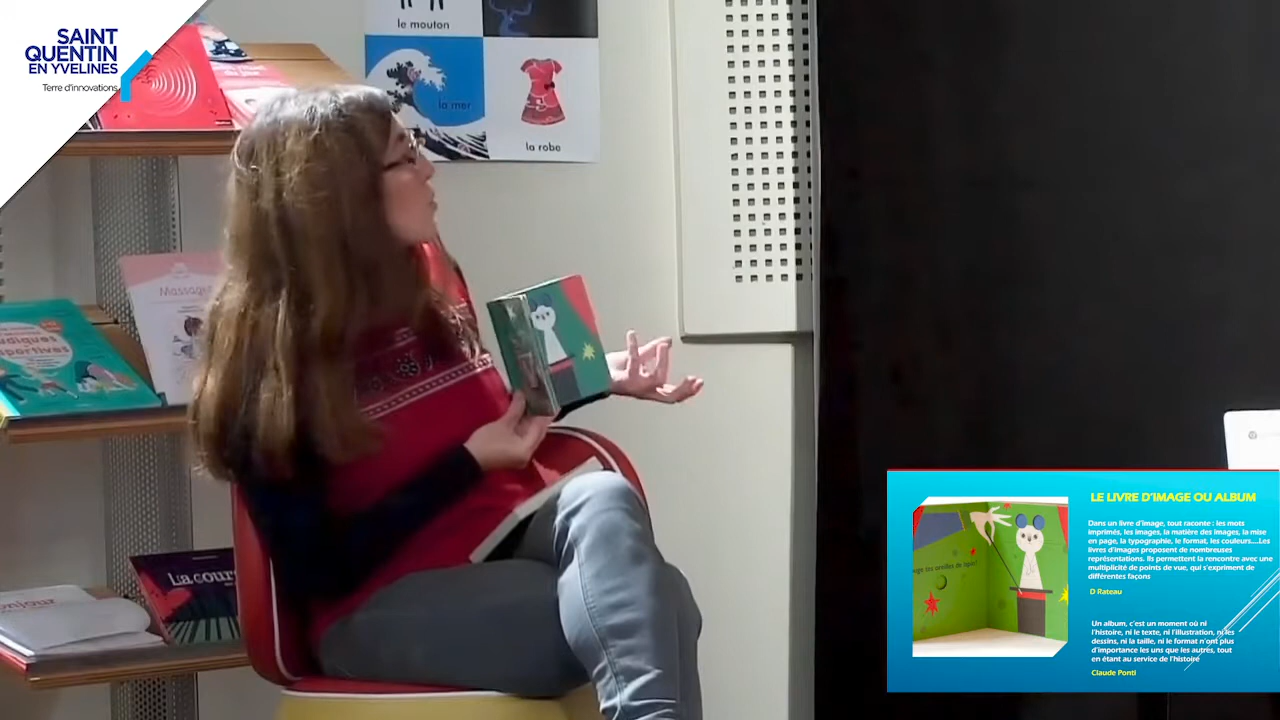 SAINT
QUENTIN
EN YVELINES
Terre d'innovations
le mouton
la mer
la robe
Massage
udiques
sportives
La cour
onjour
LE LIVRE D'IMAGE OU ALBUM
Dans un livre d'image, tout raconte : les mots
imprimés, les images, la matière des images, la mise
en page, la typographie, le format, les couleurs....Les
livres d'images proposent de nombreuses
représentations. Ils permettent la rencontre avec une
multiplicité de points de vue, qui s'expriment de
différentes façons
D Rateau
Un album, c'est un moment où ni
l'histoire, ni le texte, ni l'illustration, ni les
dessins, ni la taille, ni le format n'ont plus
d'importance les uns que les autres, tout
en étant au service de l'histoire
Claude Ponti
les oreilles de